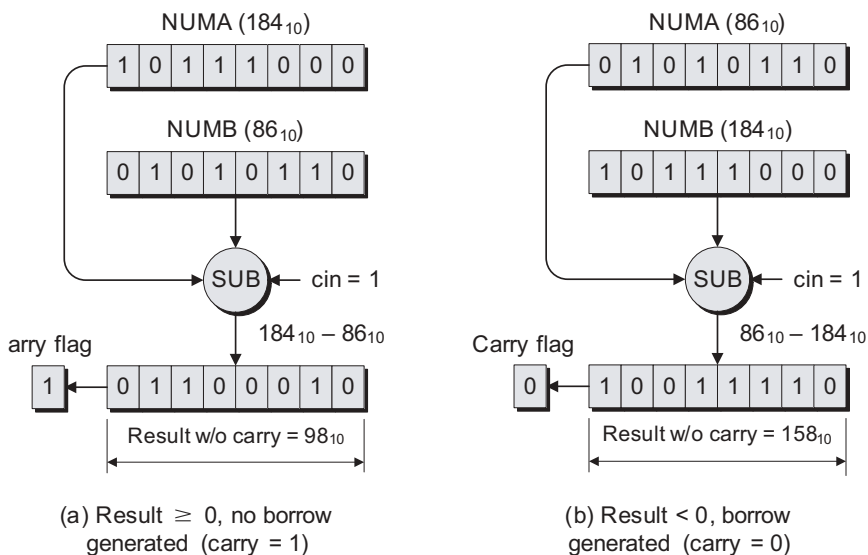 NUMA (184₁₀)
1 0 1 1 1 0 0 0
NUMB (86₁₀)
0 1 0 1 0 1 1 0
SUB
cin = 1
184₁₀ – 86₁₀
arry flag
1
0 1 1 0 0 0 1 0
Result w/o carry = 98₁₀
(a) Result ≥ 0, no borrow
generated (carry = 1)
NUMA (86₁₀)
0 1 0 1 0 1 1 0
NUMB (184₁₀)
1 0 1 1 1 0 0 0
SUB
cin = 1
86₁₀ – 184₁₀
Carry flag
0
1 0 0 1 1 1 1 0
Result w/o carry = 158₁₀
(b) Result < 0, borrow
generated (carry = 0)